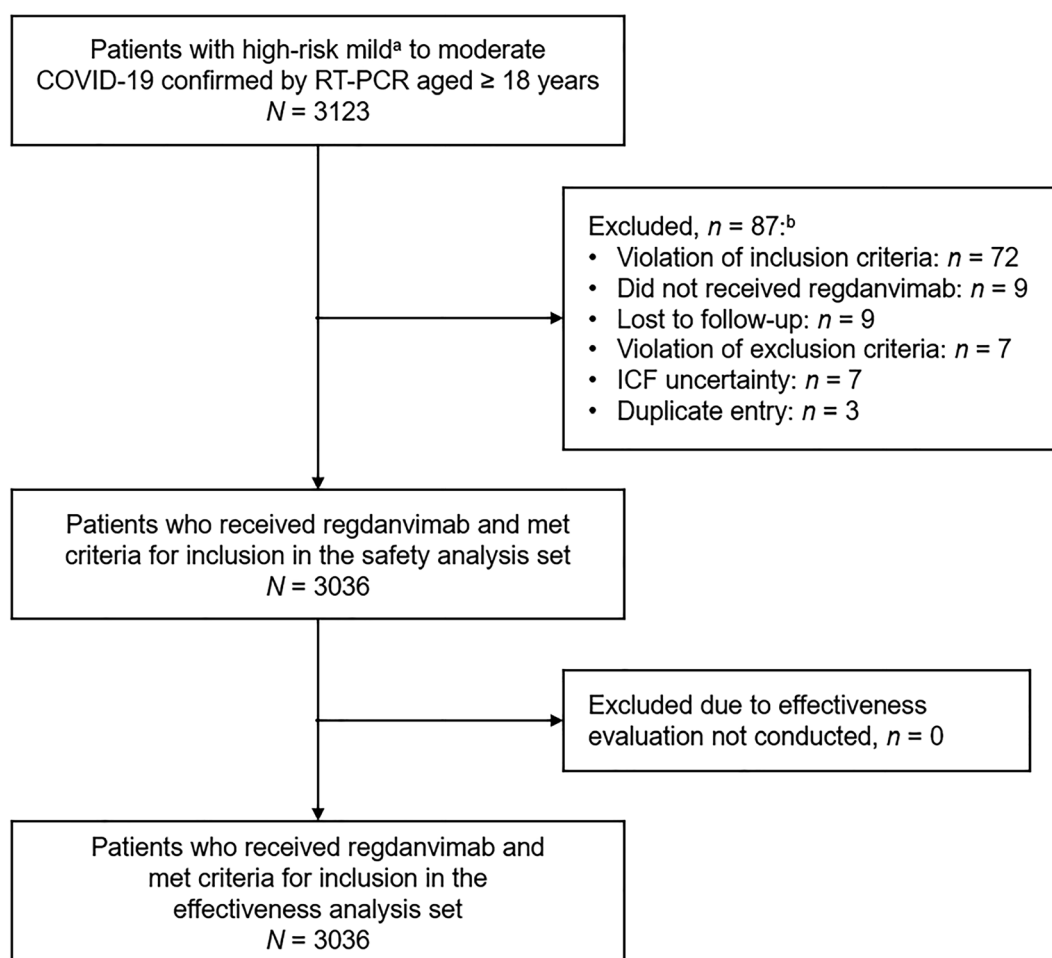 Patients with high-risk mildᵃ to moderate
COVID-19 confirmed by RT-PCR aged ≥ 18 years
N = 3123
Excluded, n = 87:ᵇ
• Violation of inclusion criteria: n = 72
• Did not received regdanvimab: n = 9
• Lost to follow-up: n = 9
• Violation of exclusion criteria: n = 7
• ICF uncertainty: n = 7
• Duplicate entry: n = 3
Patients who received regdanvimab and met
criteria for inclusion in the safety analysis set
N = 3036
Excluded due to effectiveness
evaluation not conducted, n = 0
Patients who received regdanvimab and
met criteria for inclusion in the
effectiveness analysis set
N = 3036